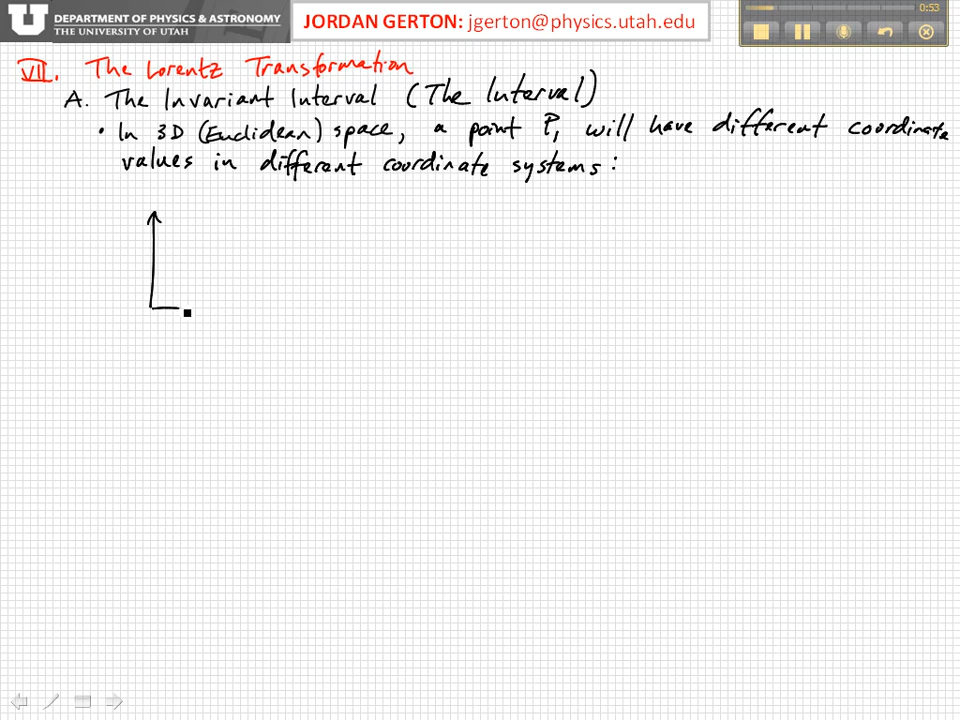 DEPARTMENT OF PHYSICS & ASTRONOMY
THE UNIVERSITY OF UTAH
JORDAN GERTON: jgerton@physics.utah.edu
0:53
VII. The Lorentz Transformation
A. The Invariant Interval (The Interval)
• In 3D (Euclidean) space, a point P, will have different coordinate
values in different coordinate systems: